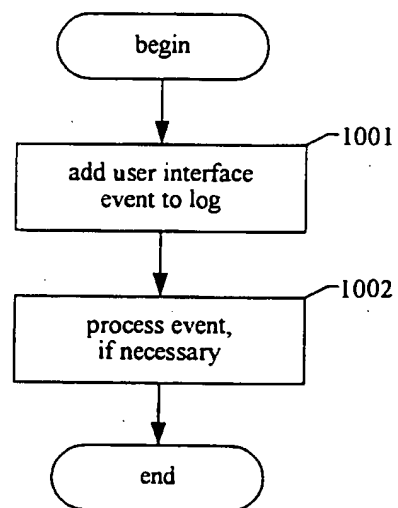 begin
1001
add user interface
event to log
1002
process event,
if necessary
end